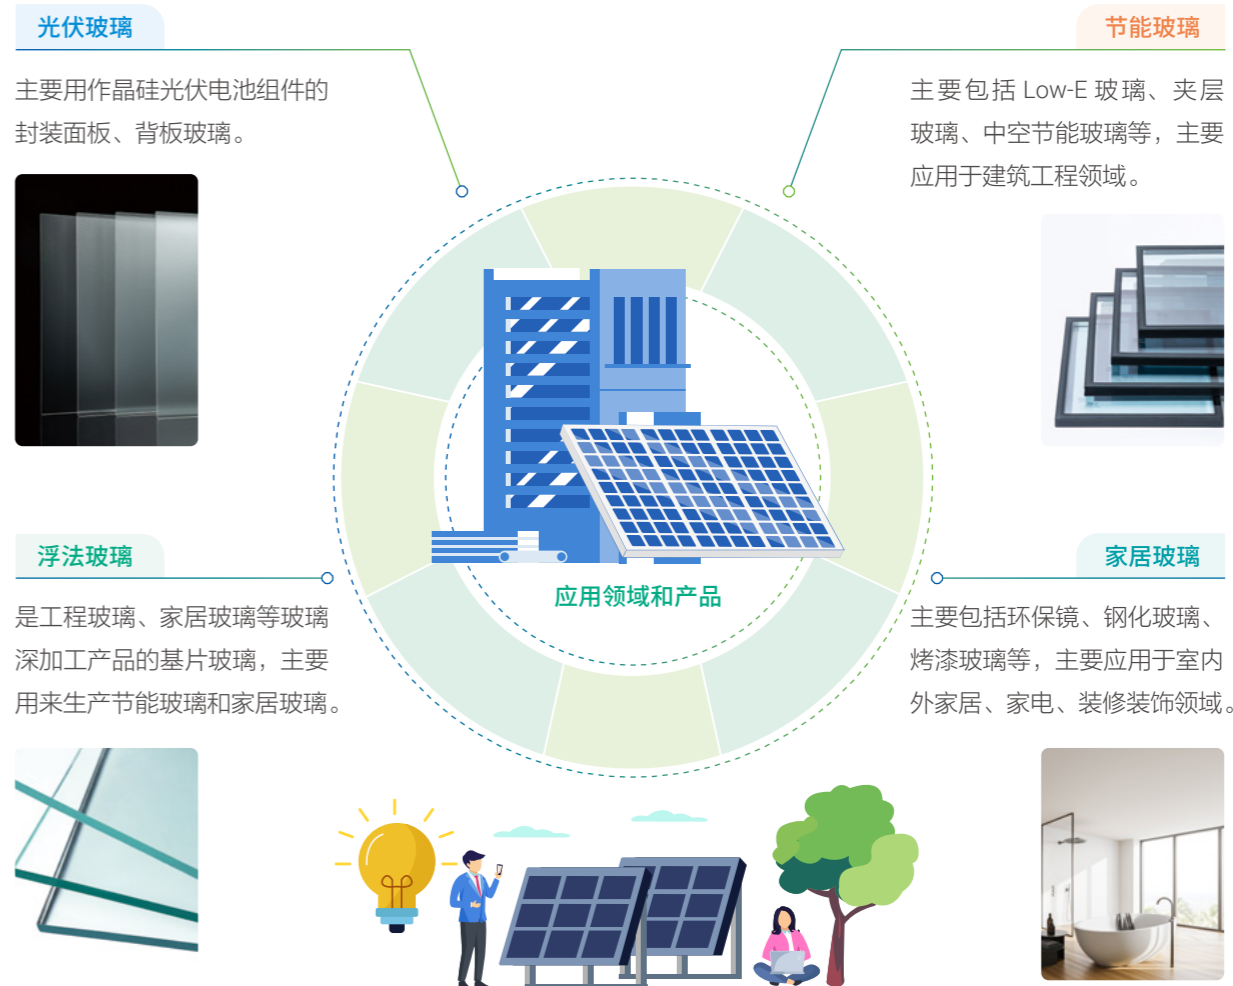 光伏玻璃
主要用作晶硅光伏电池组件的
封装面板、背板玻璃。
节能玻璃
主要包括 Low-E 玻璃、夹层
玻璃、中空节能玻璃等，主要
应用于建筑工程领域。
应用领域和产品
浮法玻璃
是工程玻璃、家居玻璃等玻璃
深加工产品的基片玻璃，主要
用来生产节能玻璃和家居玻璃。
家居玻璃
主要包括环保镜、钢化玻璃、
烤漆玻璃等，主要应用于室内
外家居、家电、装修装饰领域。